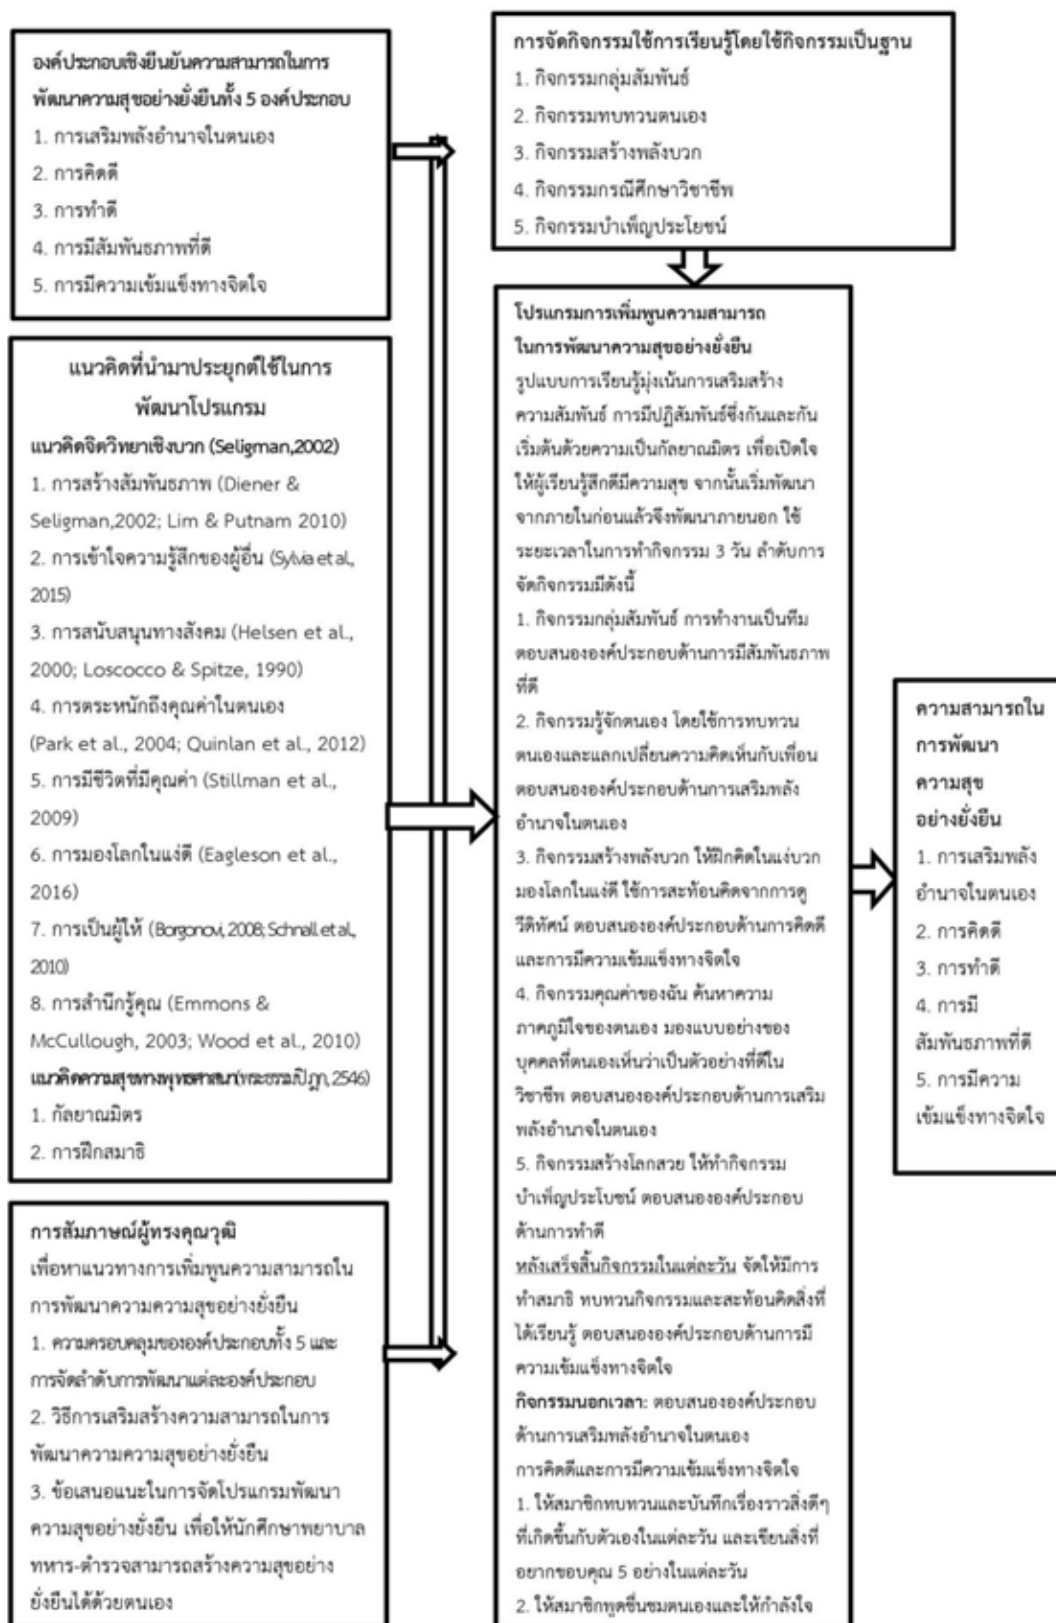 องค์ประกอบเชิงยืนยันความสามารถในการ
พัฒนาความสุขอย่างยั่งยืนทั้ง 5 องค์ประกอบ
1. การเสริมพลังอำนาจในตนเอง
2. การคิดดี
3. การทำดี
4. การมีสัมพันธภาพที่ดี
5. การมีความเข้มแข็งทางจิตใจ
แนวคิดที่นำมาประยุกต์ใช้ในการ
พัฒนาโปรแกรม
แนวคิดจิตวิทยาเชิงบวก (Seligman,2002)
1. การสร้างสัมพันธภาพ (Diener &
Seligman,2002; Lim & Putnam 2010)
2. การเข้าใจความรู้สึกของผู้อื่น (Sylvia et al.,
2015)
3. การสนับสนุนทางสังคม (Helsen et al.,
2000; Loscocco & Spitze, 1990)
4. การตระหนักถึงคุณค่าในตนเอง
(Park et al., 2004; Quinlan et al., 2012)
5. การมีชีวิตที่มีคุณค่า (Stillman et al.,
2009)
6. การมองโลกในแง่ดี (Eagleson et al.,
2016)
7. การเป็นผู้ให้ (Borgonovi, 2008; Schnall et al.,
2010)
8. การสำนึกรู้คุณ (Emmons &
McCullough, 2003; Wood et al., 2010)
แนวคิดความสุขทางพุทธศาสนา(พระธรรมปิฎก, 2546)
1. กัลยาณมิตร
2. การฝึกสมาธิ
การสัมภาษณ์ผู้ทรงคุณวุฒิ
เพื่อหาแนวทางการเพิ่มพูนความสามารถใน
การพัฒนาความความสุขอย่างยั่งยืน
1. ความครอบคลุมขององค์ประกอบทั้ง 5 และ
การจัดลำดับการพัฒนาแต่ละองค์ประกอบ
2. วิธีการเสริมสร้างความสามารถในการ
พัฒนาความความสุขอย่างยั่งยืน
3. ข้อเสนอแนะในการจัดโปรแกรมพัฒนา
ความสุขอย่างยั่งยืน เพื่อให้นักศึกษาพยาบาล
ทหาร-ตำรวจสามารถสร้างความสุขอย่าง
ยั่งยืนได้ด้วยตนเอง
การจัดกิจกรรมใช้การเรียนรู้โดยใช้กิจกรรมเป็นฐาน
1. กิจกรรมกลุ่มสัมพันธ์
2. กิจกรรมทบทวนตนเอง
3. กิจกรรมสร้างพลังบวก
4. กิจกรรมกรณีศึกษาวิชาชีพ
5. กิจกรรมบำเพ็ญประโยชน์
โปรแกรมการเพิ่มพูนความสามารถ
ในการพัฒนาความสุขอย่างยั่งยืน
รูปแบบการเรียนรู้มุ่งเน้นการเสริมสร้าง
ความสัมพันธ์ การมีปฏิสัมพันธ์ซึ่งกันและกัน
เริ่มต้นด้วยความเป็นกัลยาณมิตร เพื่อเปิดใจ
ให้ผู้เรียนรู้สึกดีมีความสุข จากนั้นเริ่มพัฒนา
จากภายในก่อนแล้วจึงพัฒนาภายนอก ใช้
ระยะเวลาในการทำกิจกรรม 3 วัน ลำดับการ
จัดกิจกรรมมีดังนี้
1. กิจกรรมกลุ่มสัมพันธ์ การทำงานเป็นทีม
ตอบสนององค์ประกอบด้านการมีสัมพันธภาพ
ที่ดี
2. กิจกรรมรู้จักตนเอง โดยใช้การทบทวน
ตนเองและแลกเปลี่ยนความคิดเห็นกับเพื่อน
ตอบสนององค์ประกอบด้านการเสริมพลัง
อำนาจในตนเอง
3. กิจกรรมสร้างพลังบวก ให้ฝึกคิดในแง่บวก
มองโลกในแง่ดี ใช้การสะท้อนคิดจากการดู
วีดิทัศน์ ตอบสนององค์ประกอบด้านการคิดดี
และการมีความเข้มแข็งทางจิตใจ
4. กิจกรรมคุณค่าของฉัน ค้นหาความ
ภาคภูมิใจของตนเอง มองแบบอย่างของ
บุคคลที่ตนเองเห็นว่าเป็นตัวอย่างที่ดีใน
วิชาชีพ ตอบสนององค์ประกอบด้านการเสริม
พลังอำนาจในตนเอง
5. กิจกรรมสร้างโลกสวย ให้ทำกิจกรรม
บำเพ็ญประโยชน์ ตอบสนององค์ประกอบ
ด้านการทำดี
หลังเสร็จสิ้นกิจกรรมในแต่ละวัน จัดให้มีการ
ทำสมาธิ ทบทวนกิจกรรมและสะท้อนคิดสิ่งที่
ได้เรียนรู้ ตอบสนององค์ประกอบด้านการมี
ความเข้มแข็งทางจิตใจ
กิจกรรมนอกเวลา: ตอบสนององค์ประกอบ
ด้านการเสริมพลังอำนาจในตนเอง
การคิดดีและการมีความเข้มแข็งทางจิตใจ
1. ให้สมาชิกทบทวนและบันทึกเรื่องราวสิ่งดีๆ
ที่เกิดขึ้นกับตัวเองในแต่ละวัน และเขียนสิ่งที่
อยากขอบคุณ 5 อย่างในแต่ละวัน
2. ให้สมาชิกพูดชื่นชมตนเองและให้กำลังใจ
ความสามารถใน
การพัฒนา
ความสุข
อย่างยั่งยืน
1. การเสริมพลัง
อำนาจในตนเอง
2. การคิดดี
3. การทำดี
4. การมี
สัมพันธภาพที่ดี
5. การมีความ
เข้มแข็งทางจิตใจ